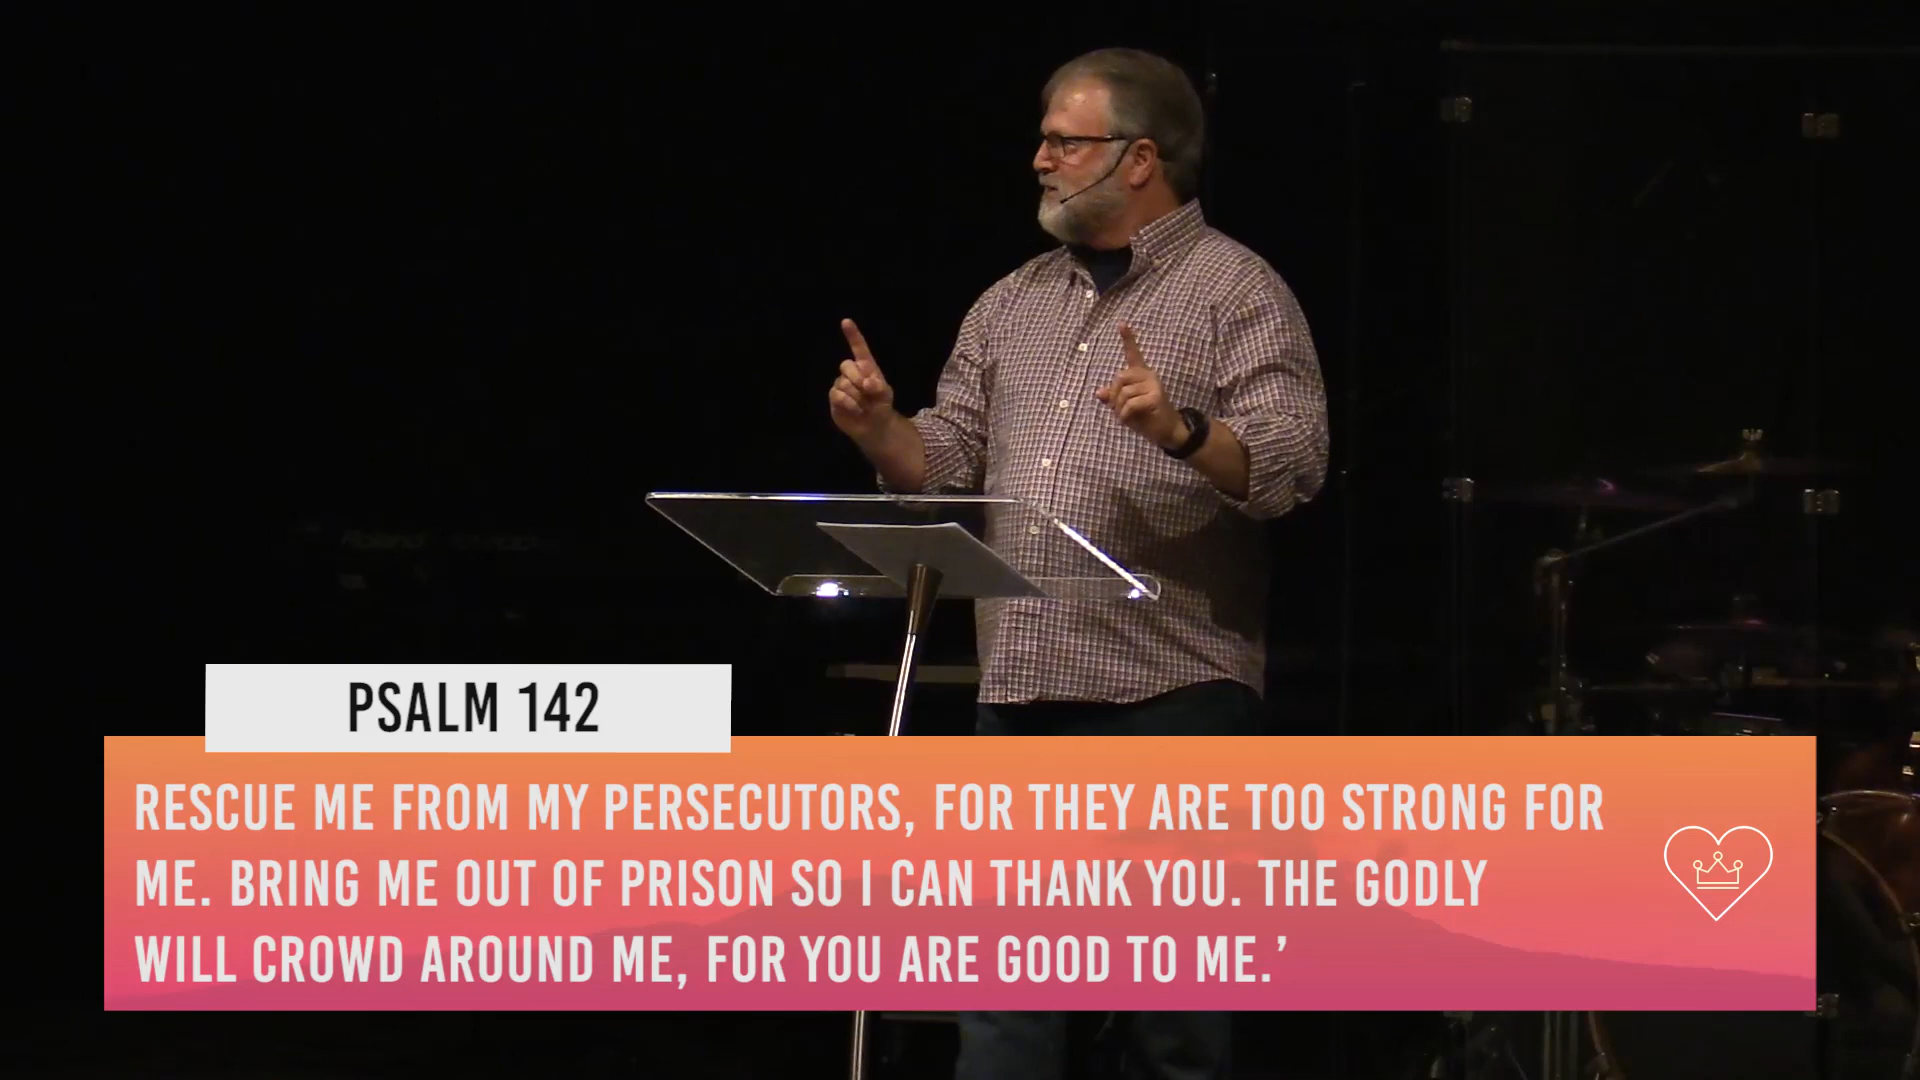 PSALM 142
RESCUE ME FROM MY PERSECUTORS, FOR THEY ARE TOO STRONG FOR
ME. BRING ME OUT OF PRISON SO I CAN THANK YOU. THE GODLY
WILL CROWD AROUND ME, FOR YOU ARE GOOD TO ME.’
Roland